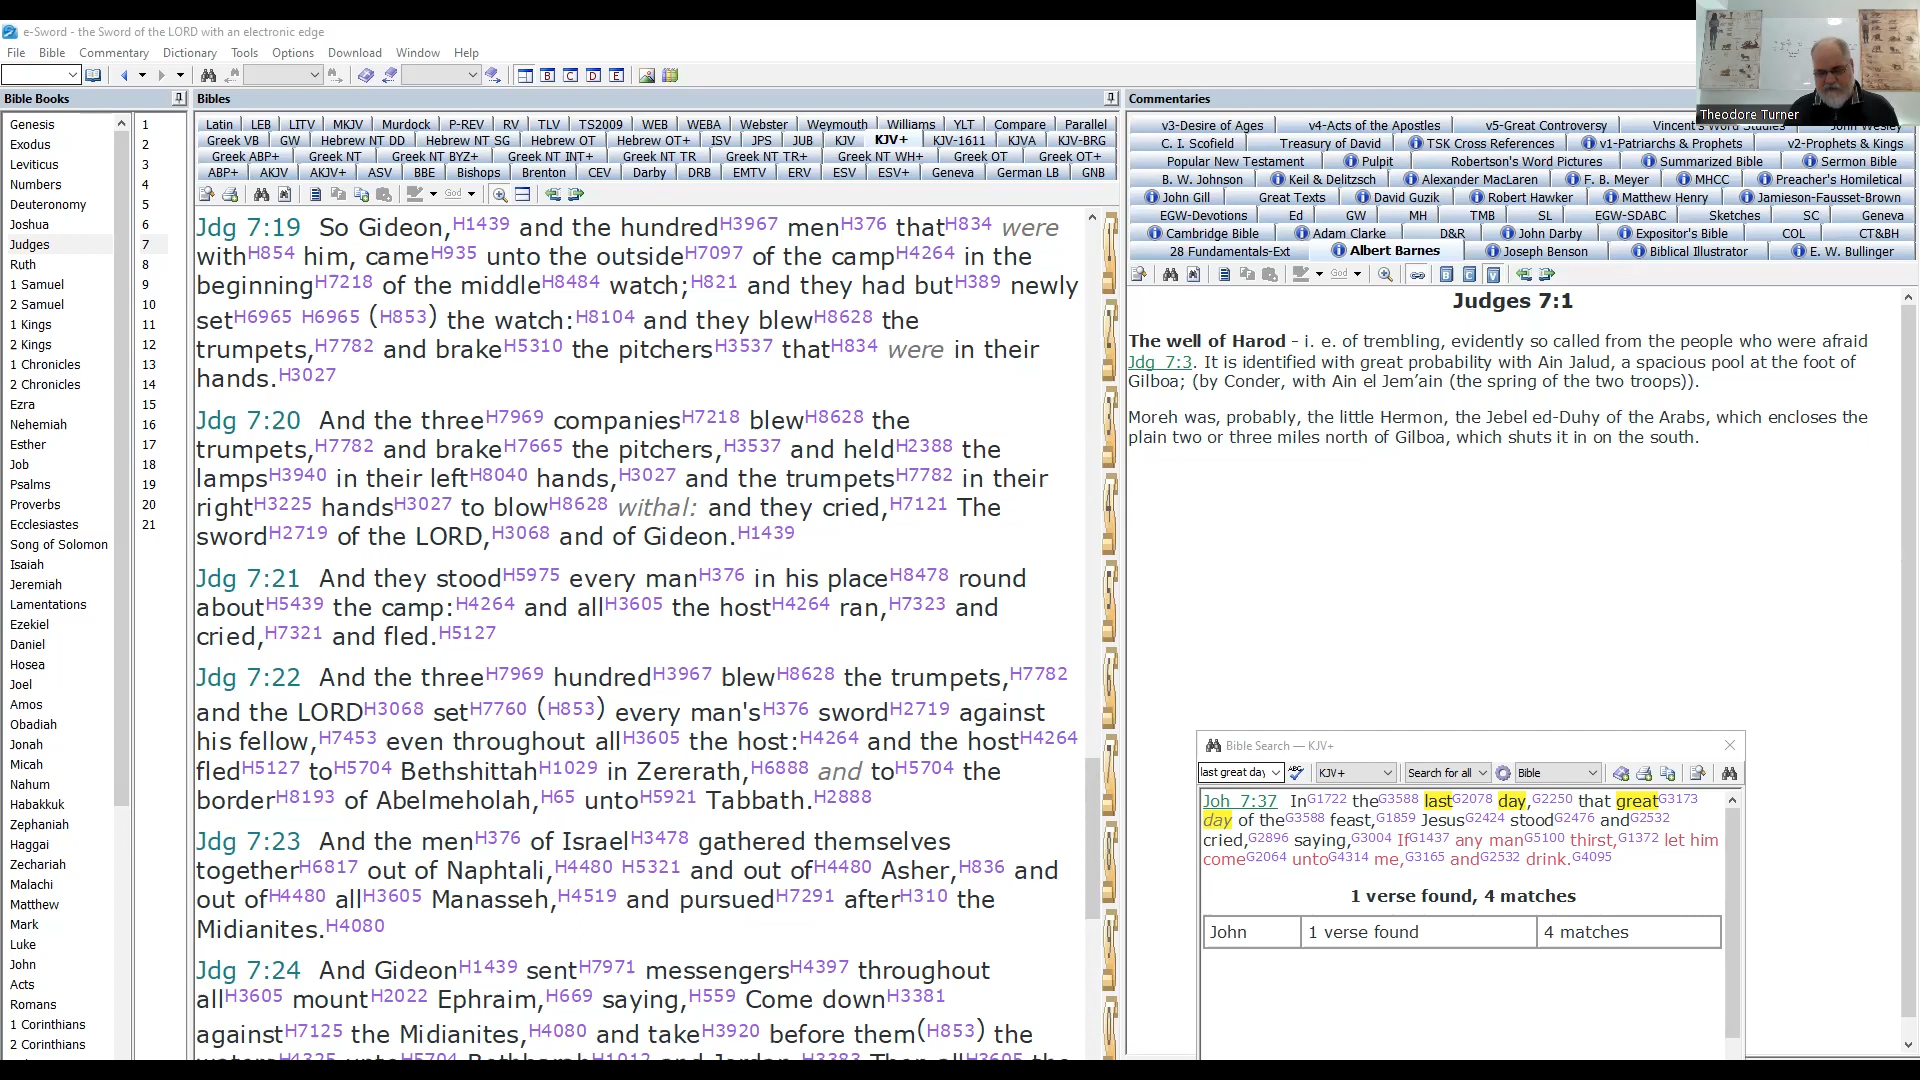 e-Sword - the Sword of the LORD with an electronic edge
File Bible Commentary Dictionary Tools Options Download Window Help
Bible Books
Genesis
Exodus
Leviticus
Numbers
Deuteronomy
Joshua
Judges
Ruth
1 Samuel
2 Samuel
1 Kings
2 Kings
1 Chronicles
2 Chronicles
Ezra
Nehemiah
Esther
Job
Psalms
Proverbs
Ecclesiastes
Song of Solomon
Isaiah
Jeremiah
Lamentations
Ezekiel
Daniel
Hosea
Joel
Amos
Obadiah
Jonah
Micah
Nahum
Habakkuk
Zephaniah
Haggai
Zechariah
Malachi
Matthew
Mark
Luke
John
Acts
Romans
1 Corinthians
2 Corinthians
1
2
3
4
5
6
7
8
9
10
11
12
13
14
15
16
17
18
19
20
21
Bibles
Latin LEB LITV MKJV Murdock P-REV RV TLV TS2009 WEB WEBA Webster Weymouth Williams YLT Compare Parallel
Greek VB GW Hebrew NT DD Hebrew NT SG Hebrew OT Hebrew OT+ ISV JPS JUB KJV KJV+ KJV-1611 KJVA KJV-BRG
Greek ABP+ Greek NT Greek NT BYZ+ Greek NT INT+ Greek NT TR Greek NT TR+ Greek NT WH+ Greek OT Greek OT+
ABP+ AKJV AKJV+ ASV BBE Bishops Brenton CEV Darby DRB EMTV ERV ESV ESV+ Geneva German LB GNB
Jdg 7:19 So Gideon,H1439 and the hundredH3967 menH376 thatH834 were
withH854 him, cameH935 unto the outsideH7097 of the campH4264 in the
beginningH7218 of the middleH8484 watch;H821 and they had butH389 newly
setH6965 H6965 (H853) the watch:H8104 and they blewH8628 the
trumpets,H7782 and brakeH5310 the pitchersH3537 thatH834 were in their
hands.H3027
Jdg 7:20 And the threeH7969 companiesH7218 blewH8628 the
trumpets,H7782 and brakeH7665 the pitchers,H3537 and heldH2388 the
lampsH3940 in their leftH8040 hands,H3027 and the trumpetsH7782 in their
rightH3225 handsH3027 to blowH8628 withal: and they cried,H7121 The
swordH2719 of the LORD,H3068 and of Gideon.H1439
Jdg 7:21 And they stoodH5975 every manH376 in his placeH8478 round
aboutH5439 the camp:H4264 and allH3605 the hostH4264 ran,H7323 and
cried,H7321 and fled.H5127
Jdg 7:22 And the threeH7969 hundredH3967 blewH8628 the trumpets,H7782
and the LORDH3068 setH7760 (H853) every man'sH376 swordH2719 against
his fellow,H7453 even throughout allH3605 the host:H4264 and the hostH4264
fledH5127 toH5704 BethshittahH1029 in Zererath,H6888 and toH5704 the
borderH8193 of Abelmeholah,H65 untoH5921 Tabbath.H2888
Jdg 7:23 And the menH376 of IsraelH3478 gathered themselves
togetherH6817 out of Naphtali,H4480 H5321 and out ofH4480 Asher,H836 and
out ofH4480 allH3605 Manasseh,H4519 and pursuedH7291 afterH310 the
Midianites.H4080
Jdg 7:24 And GideonH1439 sentH7971 messengersH4397 throughout
allH3605 mountH2022 Ephraim,H669 saying,H559 Come downH3381
againstH7125 the Midianites,H4080 and takeH3920 before them(H853) the
Commentaries
v3-Desire of Ages v4-Acts of the Apostles v5-Great Controversy Vincent's Word Studies John Wesley
C. I. Scofield Treasury of David TSK Cross References v1-Patriarchs & Prophets v2-Prophets & Kings
Popular New Testament Pulpit Robertson's Word Pictures Summarized Bible Sermon Bible
B. W. Johnson Keil & Delitzsch Alexander MacLaren F. B. Meyer MHCC Preacher's Homiletical
John Gill Great Texts David Guzik Robert Hawker Matthew Henry Jamieson-Fausset-Brown
EGW-Devotions Ed GW MH TMB SL EGW-SDABC Sketches SC Geneva
Cambridge Bible Adam Clarke D&R John Darby Expositor's Bible COL CT&BH
28 Fundamentals-Ext Albert Barnes Joseph Benson Biblical Illustrator E. W. Bullinger
Judges 7:1
The well of Harod - i. e. of trembling, evidently so called from the people who were afraid
Jdg 7:3. It is identified with great probability with Ain Jalud, a spacious pool at the foot of
Gilboa; (by Conder, with Ain el Jem’ain (the spring of the two troops)).
Moreh was, probably, the little Hermon, the Jebel ed-Duhy of the Arabs, which encloses the
plain two or three miles north of Gilboa, which shuts it in on the south.
Bible Search — KJV+
last great day KJV+ Search for all Bible
Joh 7:37 InG1722 theG3588 lastG2078 day,G2250 that greatG3173
day of theG3588 feast,G1859 JesusG2424 stoodG2476 andG2532
cried,G2896 saying,G3004 IfG1437 any manG5100 thirst,G1372 let him
comeG2064 untoG4314 me,G3165 andG2532 drink.G4095
1 verse found, 4 matches
John 1 verse found 4 matches
Theodore Turner